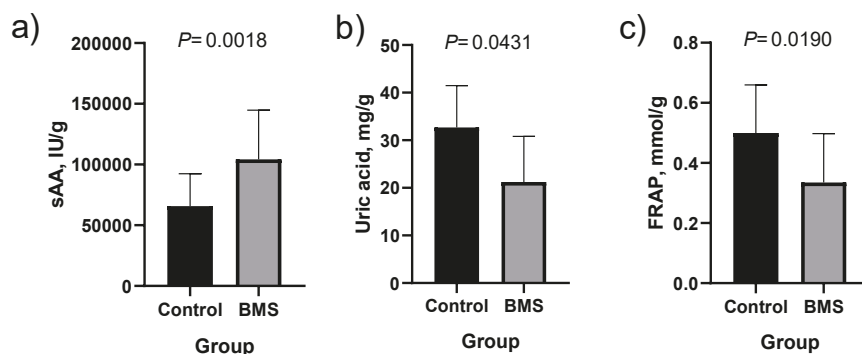 a)
P= 0.0018
sAA, IU/g
200000
150000
100000
50000
0
Control BMS
Group
b)
P= 0.0431
Uric acid, mg/g
50
40
30
20
10
0
Control BMS
Group
c)
P= 0.0190
FRAP, mmol/g
0.8
0.6
0.4
0.2
0.0
Control BMS
Group